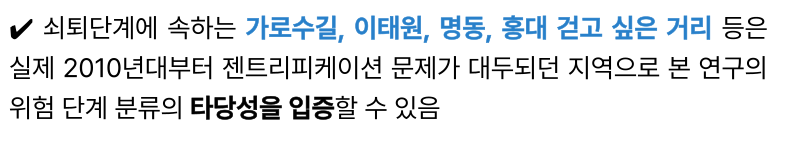 ✔ 쇠퇴단계에 속하는 가로수길, 이태원, 명동, 홍대 걷고 싶은 거리 등은
실제 2010년대부터 젠트리피케이션 문제가 대두되던 지역으로 본 연구의
위험 단계 분류의 타당성을 입증할 수 있음